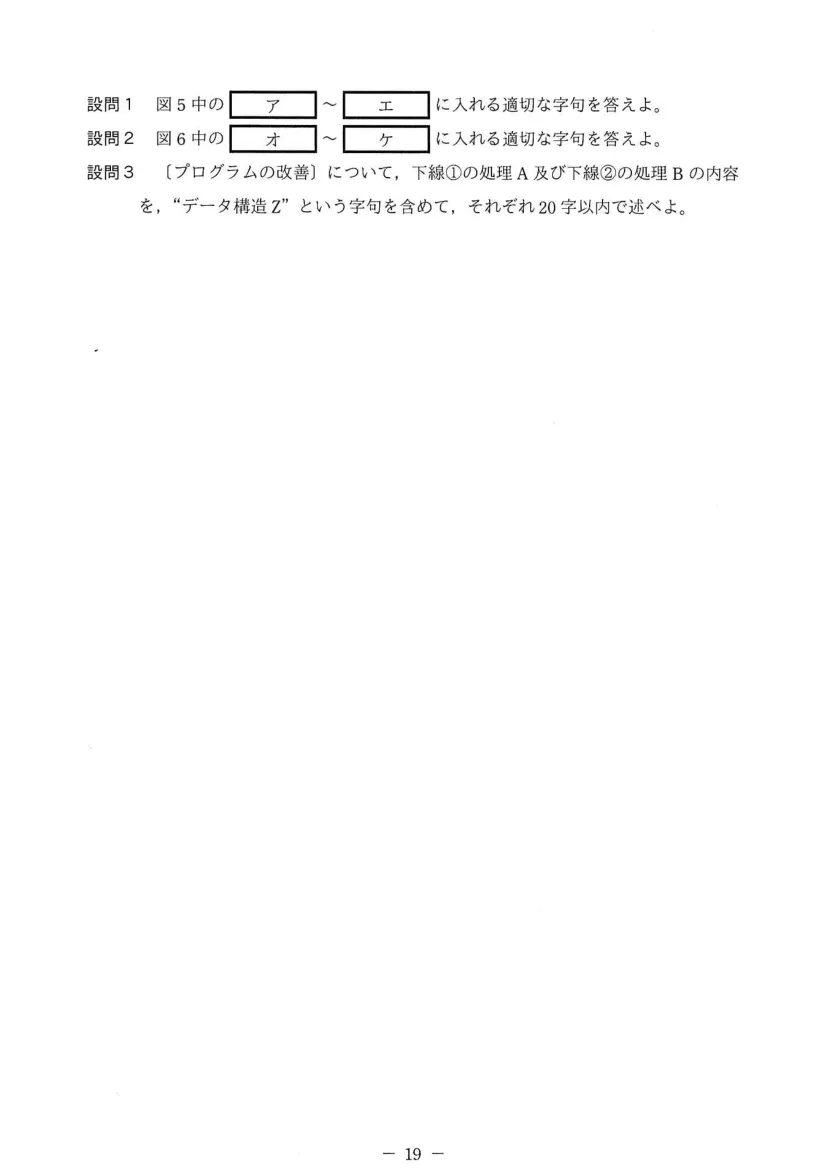 設問1 図5中の ア ～ エ に入れる適切な字句を答えよ。
設問2 図6中の オ ～ ケ に入れる適切な字句を答えよ。
設問3 〔プログラムの改善〕について，下線①の処理 A 及び下線②の処理 B の内容
を，“データ構造 Z” という字句を含めて，それぞれ 20 字以内で述べよ。
－ 19 －